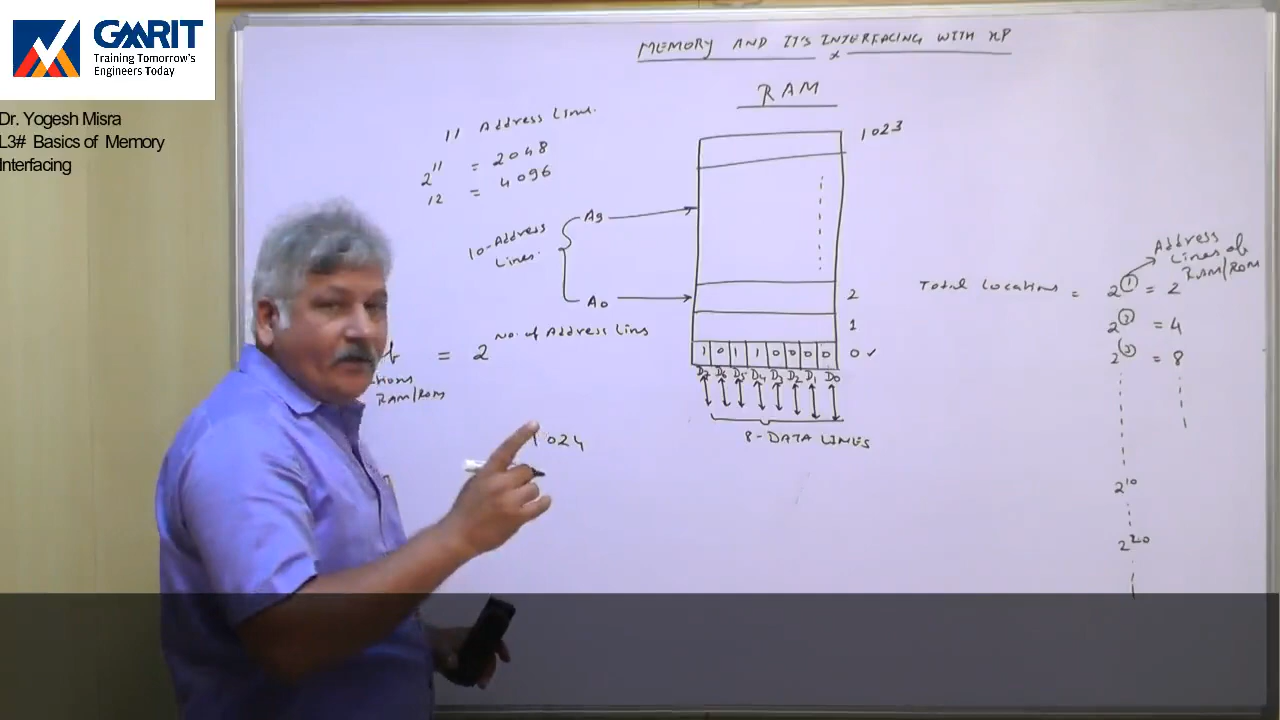 GMRIT
Training Tomorrow's
Engineers Today
Dr. Yogesh Misra
L3# Basics of Memory
Interfacing
MEMORY AND IT'S INTERFACING WITH μP
x
RAM
11 Address Line.
2^11 = 2048
12 = 4096
10-Address
Lines.
A9
A0
= 2^No. of Address Lins
RAM/ROM
1024
1023
2
1
0 ✓
1 0 1 1 0 0 0 0
D7 D6 D5 D4 D3 D2 D1 D0
8-DATA LINES
Address
Lines of
RAM/ROM
Total Locations = 2^1 = 2
2^2 = 4
2^3 = 8
2^10
2^20